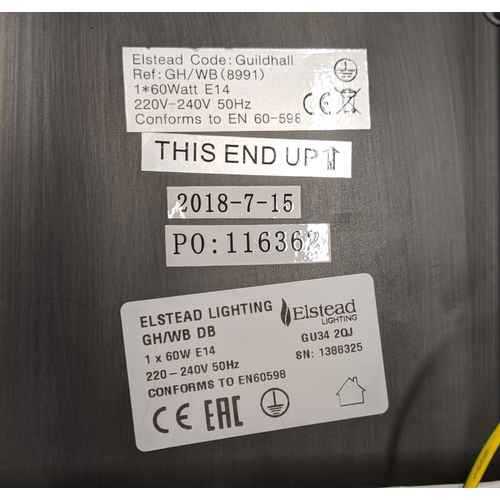 Elstead Code: Guildhall
Ref: GH/WB (8991)
1*60Watt E14
220V-240V 50Hz
Conforms to EN 60-598
CE
THIS END UP
2018-7-15
PO:116362
ELSTEAD LIGHTING
GH/WB DB
1 x 60W E14
220-240V 50Hz
CONFORMS TO EN60598
CE EAC
Elstead
LIGHTING
GU34 2QJ
SN: 1388325